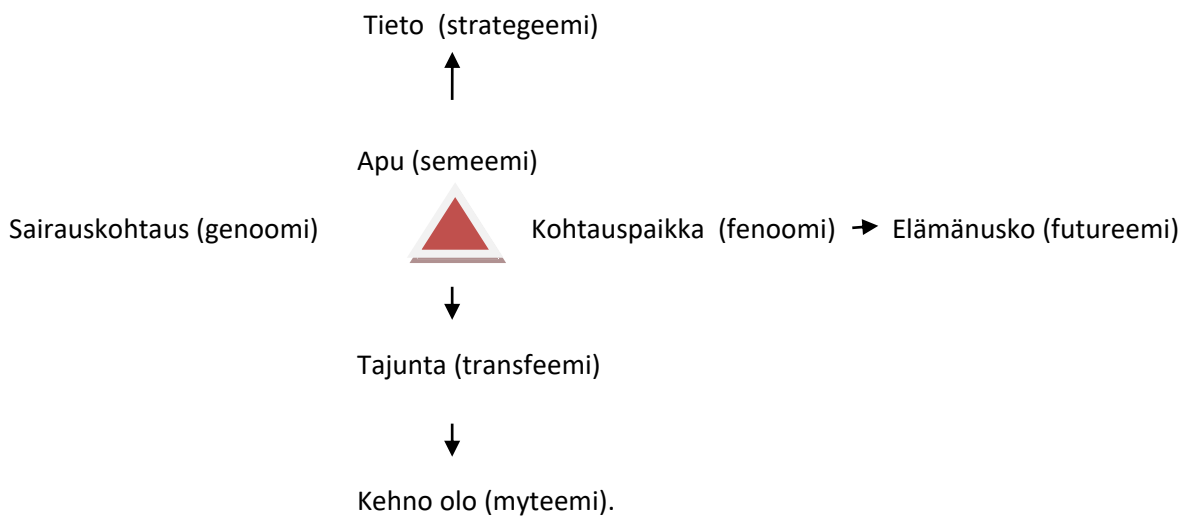 Tieto (strategeemi)
Apu (semeemi)
Sairauskohtaus (genoomi) Kohtauspaikka (fenoomi) Elämänusko (futureemi)
Tajunta (transfeemi)
Kehno olo (myteemi).